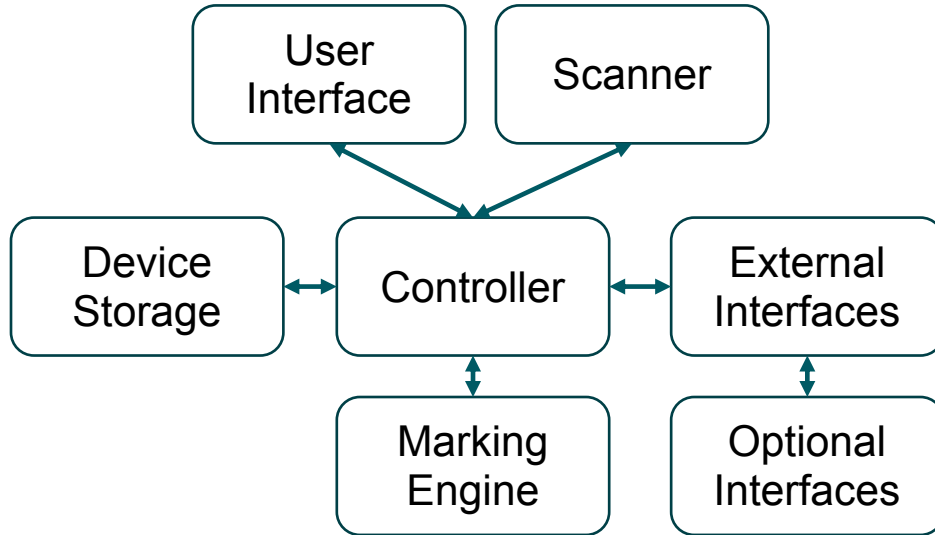 User
Interface
Scanner
Device
Storage
Controller
External
Interfaces
Marking
Engine
Optional
Interfaces